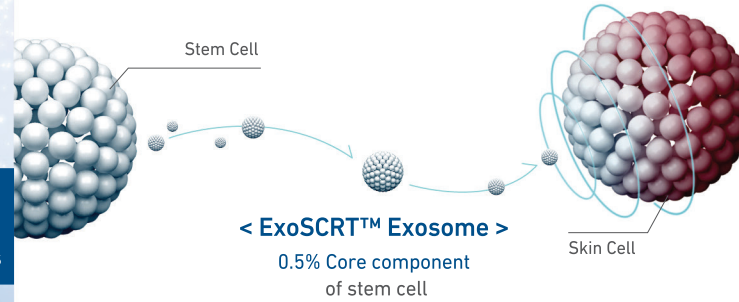 Stem Cell
< ExoSCRT™ Exosome >
0.5% Core component
of stem cell
Skin Cell